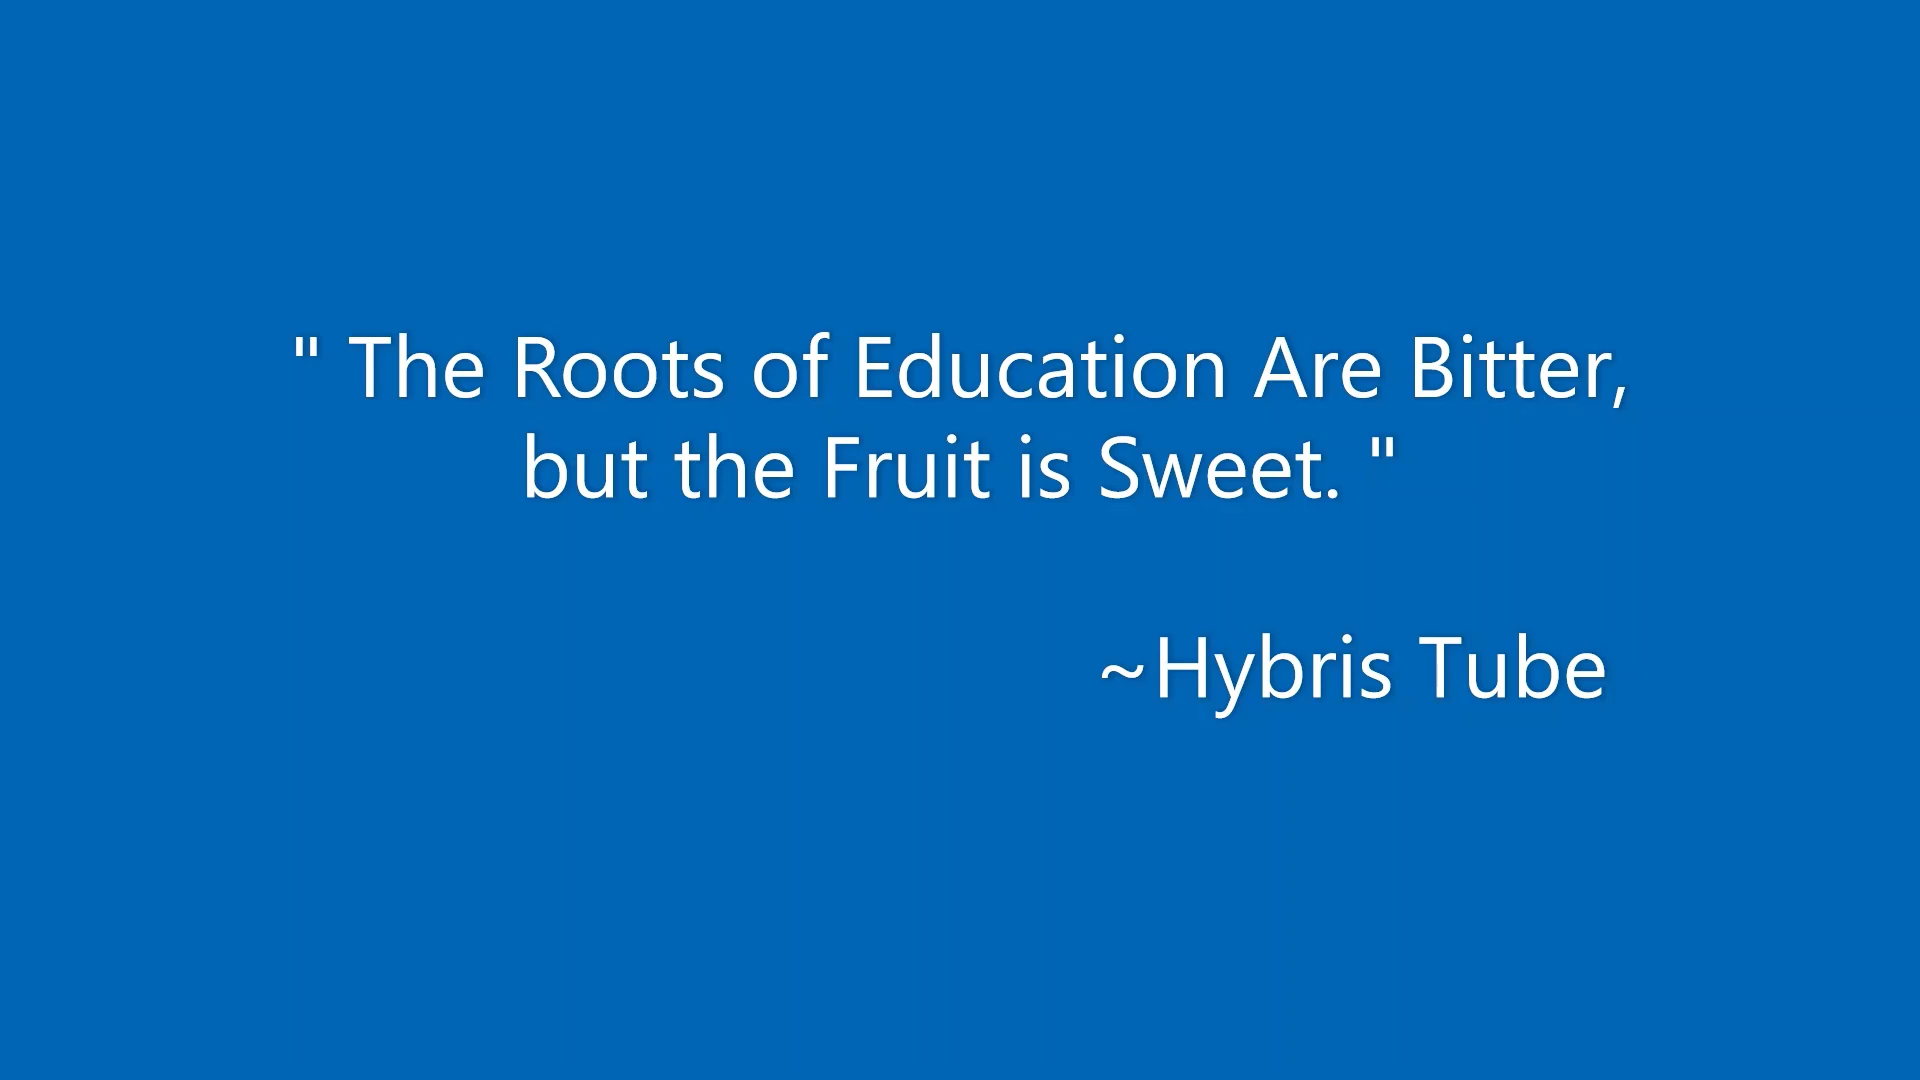 " The Roots of Education Are Bitter,
but the Fruit is Sweet. "
~Hybris Tube